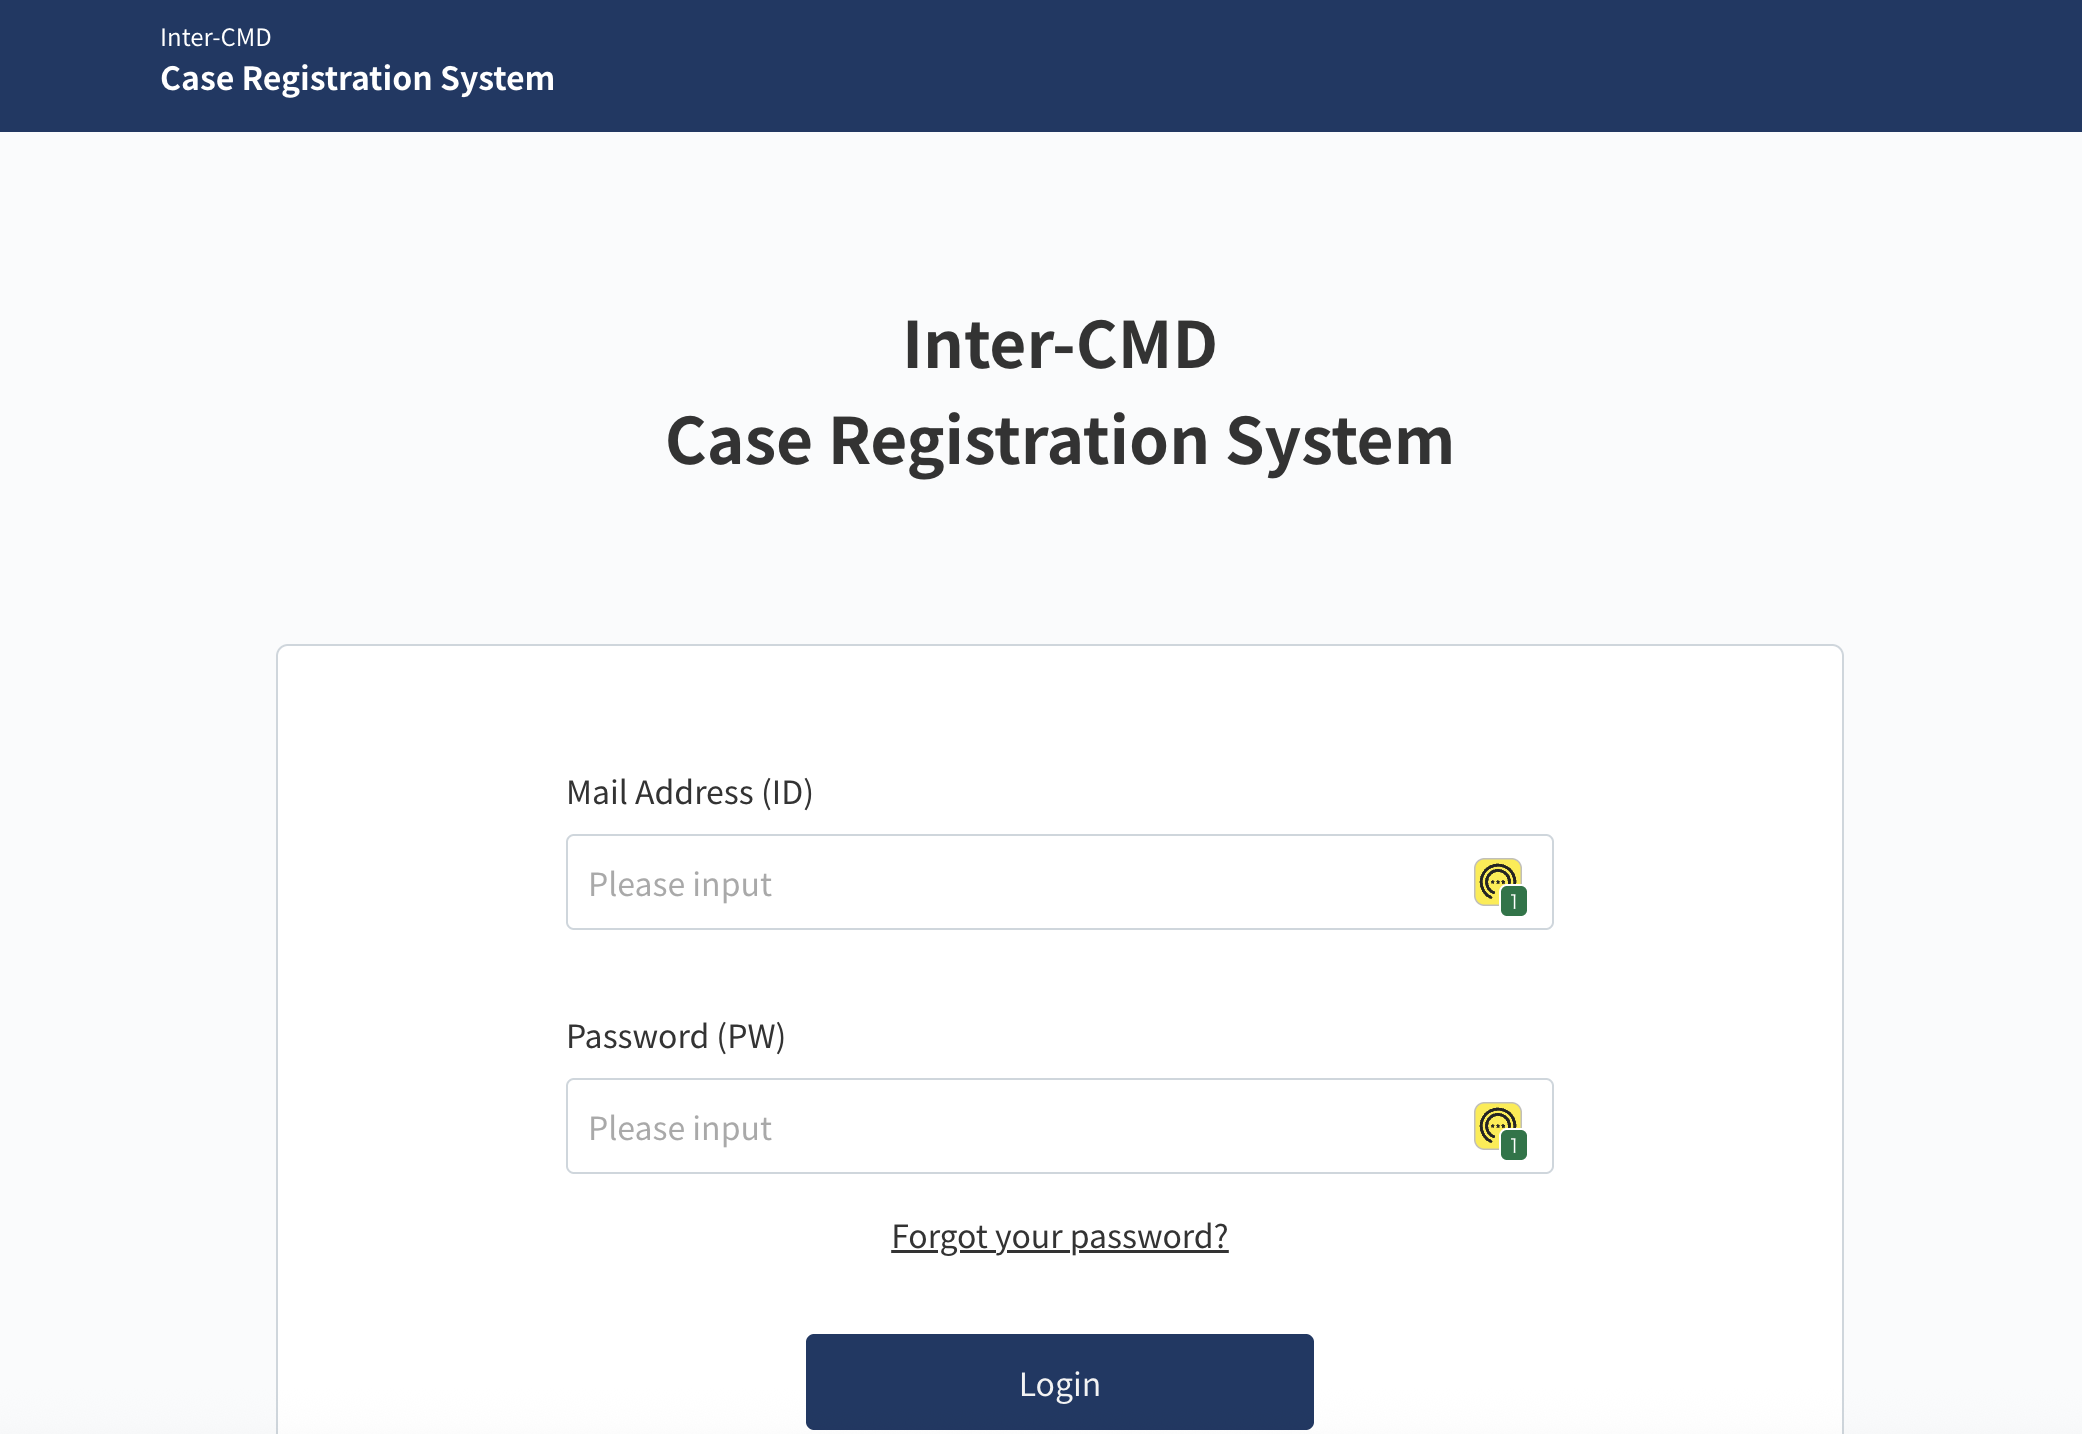 Inter-CMD
Case Registration System
Inter-CMD
Case Registration System
Mail Address (ID)
Please input
1
Password (PW)
Please input
1
Forgot your password?
Login